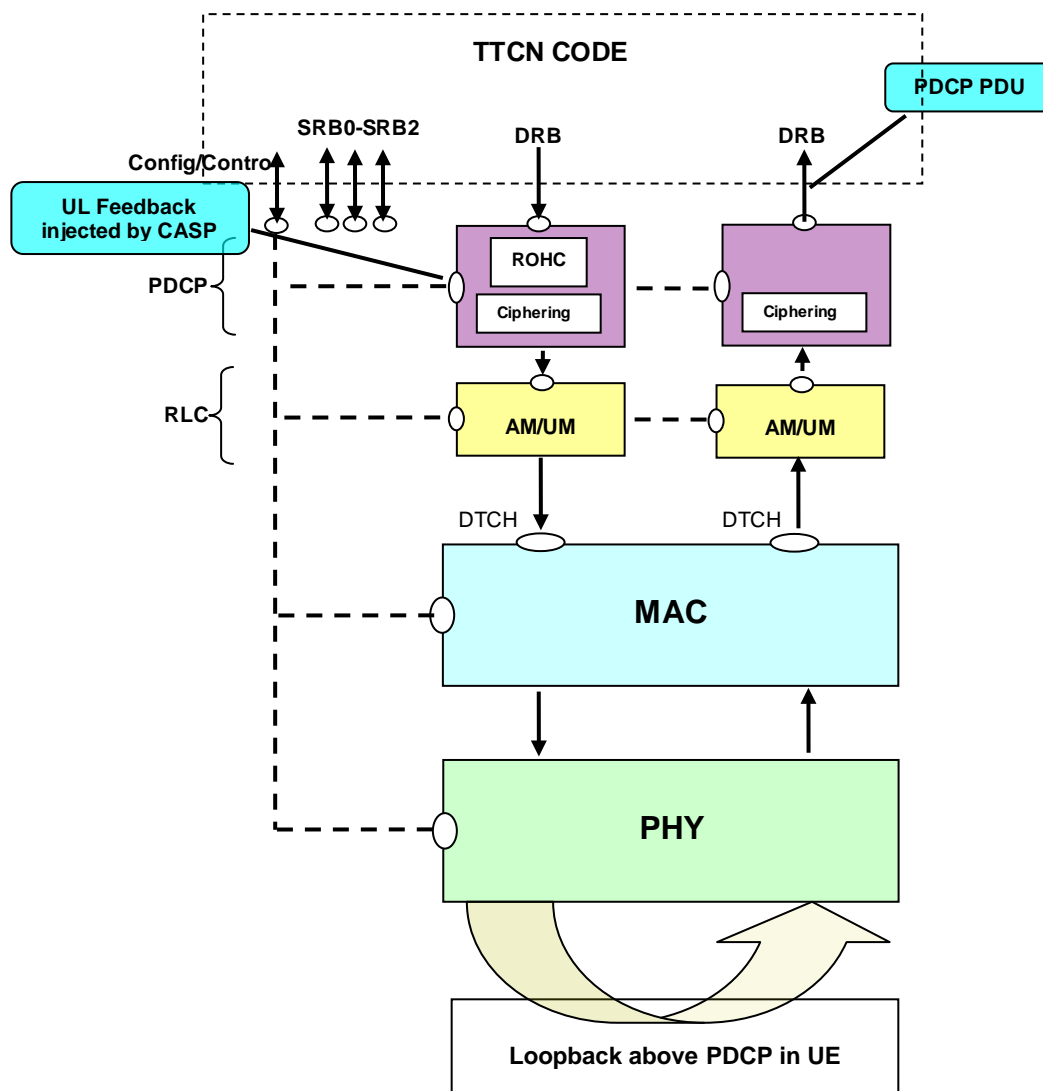 TTCN CODE
PDCP PDU
SRB0-SRB2
DRB
DRB
Config/Contro
UL Feedback
injected by CASP
ROHC
PDCP
Ciphering
Ciphering
RLC
AM/UM
AM/UM
DTCH
DTCH
MAC
PHY
Loopback above PDCP in UE